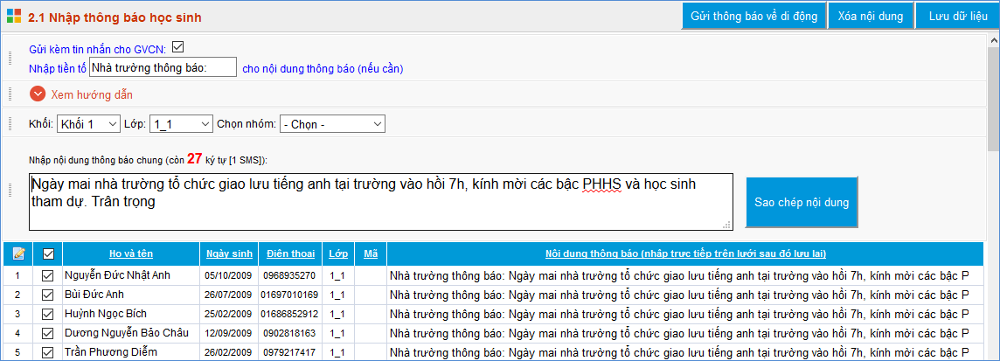 2.1 Nhập thông báo học sinh
Gửi thông báo về di động Xóa nội dung Lưu dữ liệu
Gửi kèm tin nhắn cho GVCN:
Nhập tiền tố Nhà trường thông báo: cho nội dung thông báo (nếu cần)
Xem hướng dẫn
Khối: Khối 1 Lớp: 1_1 Chọn nhóm: - Chọn -
Nhập nội dung thông báo chung (còn 27 ký tự [1 SMS]):
Ngày mai nhà trường tổ chức giao lưu tiếng anh tại trường vào hồi 7h, kính mời các bậc PHHS và học sinh
tham dự. Trân trọng
Sao chép nội dung
Họ và tên Ngày sinh Điện thoại Lớp Mã Nội dung thông báo (nhập trực tiếp trên lưới sau đó lưu lại)
1 Nguyễn Đức Nhật Anh 05/10/2009 0968935270 1_1 Nhà trường thông báo: Ngày mai nhà trường tổ chức giao lưu tiếng anh tại trường vào hồi 7h, kính mời các bậc P
2 Bùi Đức Anh 26/07/2009 01697010169 1_1 Nhà trường thông báo: Ngày mai nhà trường tổ chức giao lưu tiếng anh tại trường vào hồi 7h, kính mời các bậc P
3 Huỳnh Ngọc Bích 25/02/2009 01686852912 1_1 Nhà trường thông báo: Ngày mai nhà trường tổ chức giao lưu tiếng anh tại trường vào hồi 7h, kính mời các bậc P
4 Dương Nguyễn Bảo Châu 12/09/2009 0902818163 1_1 Nhà trường thông báo: Ngày mai nhà trường tổ chức giao lưu tiếng anh tại trường vào hồi 7h, kính mời các bậc P
5 Trần Phương Diễm 26/02/2009 0979217417 1_1 Nhà trường thông báo: Ngày mai nhà trường tổ chức giao lưu tiếng anh tại trường vào hồi 7h, kính mời các bậc P